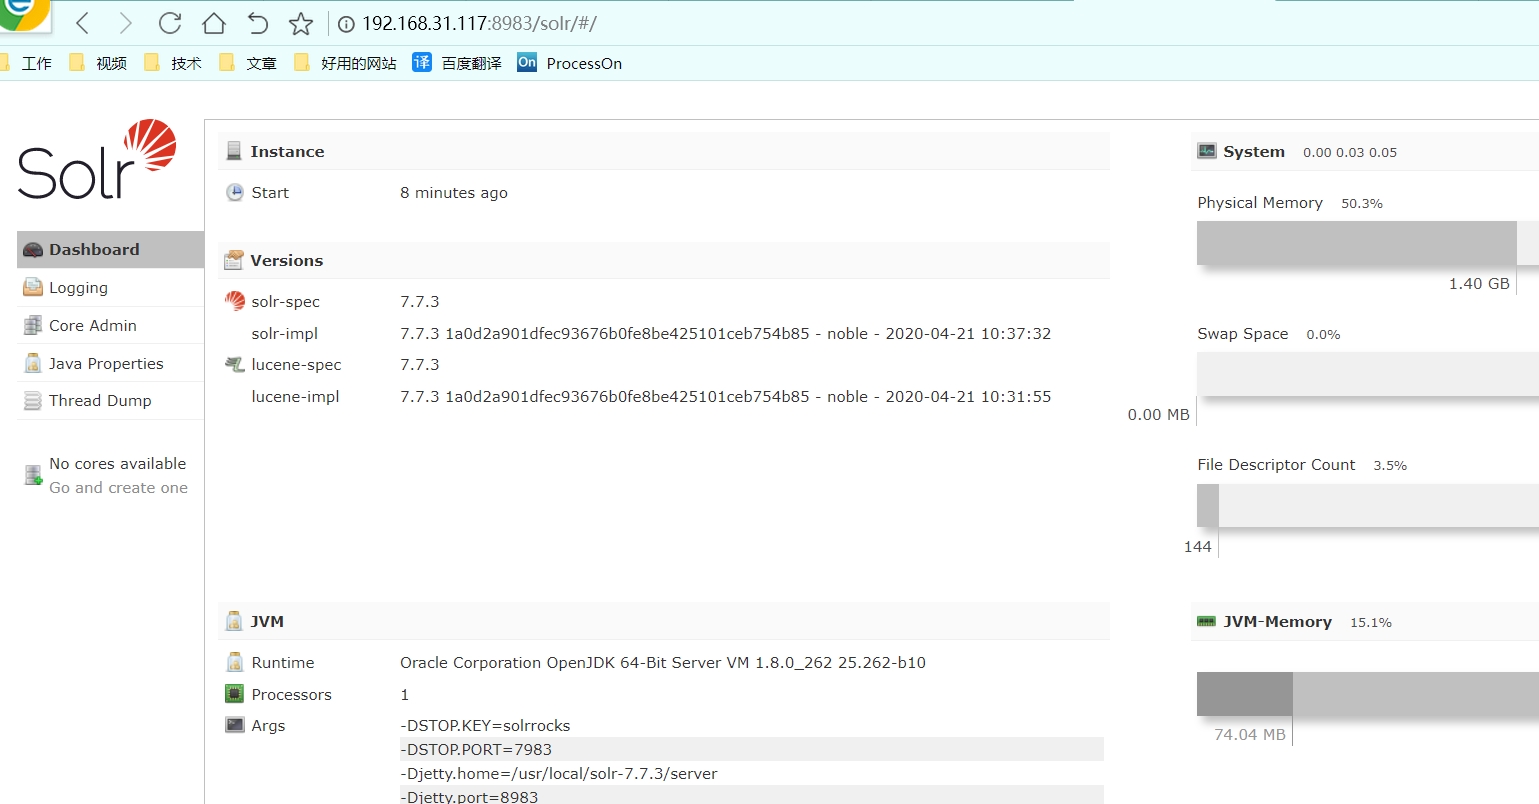 192.168.31.117:8983/solr/#/
工作 视频 技术 文章 好用的网站 译 百度翻译 On ProcessOn
Solr
Dashboard
Logging
Core Admin
Java Properties
Thread Dump
No cores available
Go and create one
Instance
Start 8 minutes ago
Versions
solr-spec 7.7.3
solr-impl 7.7.3 1a0d2a901dfec93676b0fe8be425101ceb754b85 - noble - 2020-04-21 10:37:32
lucene-spec 7.7.3
lucene-impl 7.7.3 1a0d2a901dfec93676b0fe8be425101ceb754b85 - noble - 2020-04-21 10:31:55
JVM
Runtime Oracle Corporation OpenJDK 64-Bit Server VM 1.8.0_262 25.262-b10
Processors 1
Args -DSTOP.KEY=solrrocks
-DSTOP.PORT=7983
-Djetty.home=/usr/local/solr-7.7.3/server
-Djetty.port=8983
System 0.00 0.03 0.05
Physical Memory 50.3%
1.40 GB
Swap Space 0.0%
0.00 MB
File Descriptor Count 3.5%
144
JVM-Memory 15.1%
74.04 MB